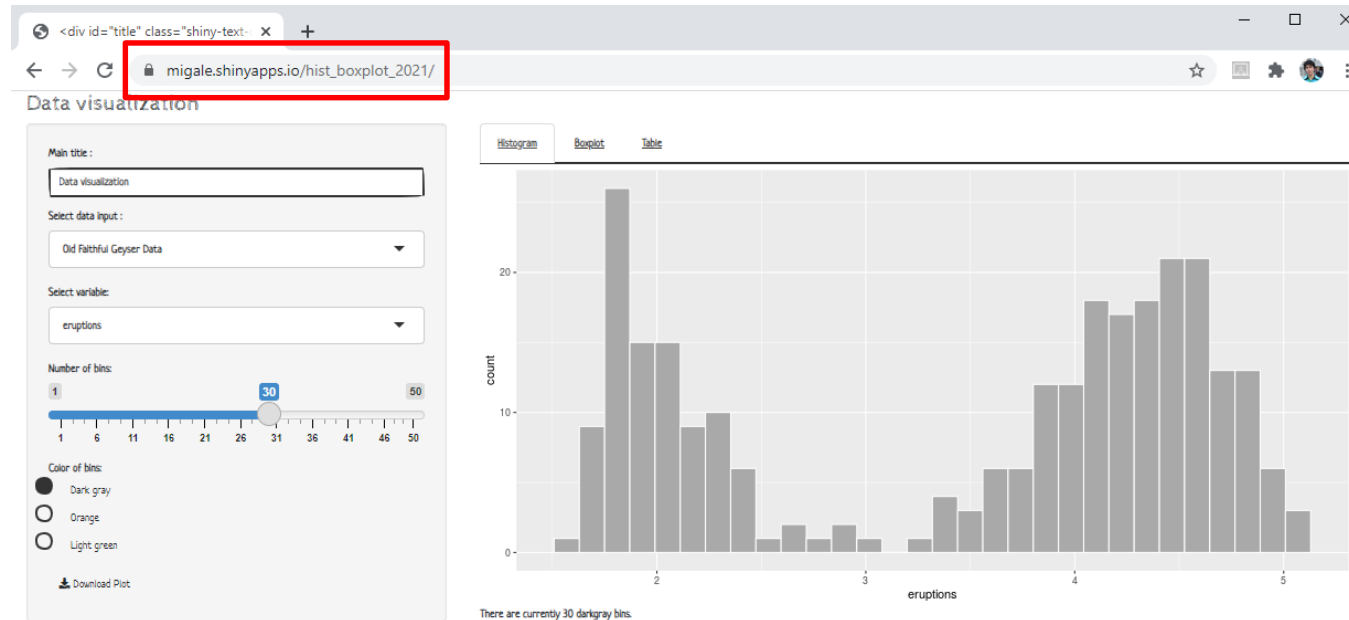 <div id="title" class="shiny-text-
migale.shinyapps.io/hist_boxplot_2021/
Data visualization
Main title :
Data visualization
Select data input :
Old Faithful Geyser Data
Select variable:
eruptions
Number of bins:
1 30 50
1 6 11 16 21 26 31 36 41 46 50
Color of bins:
Dark gray
Orange
Light green
Download Plot
Histogram Boxplot Table
count
20
10
0
2 3 4 5
eruptions
There are currently 30 darkgray bins.